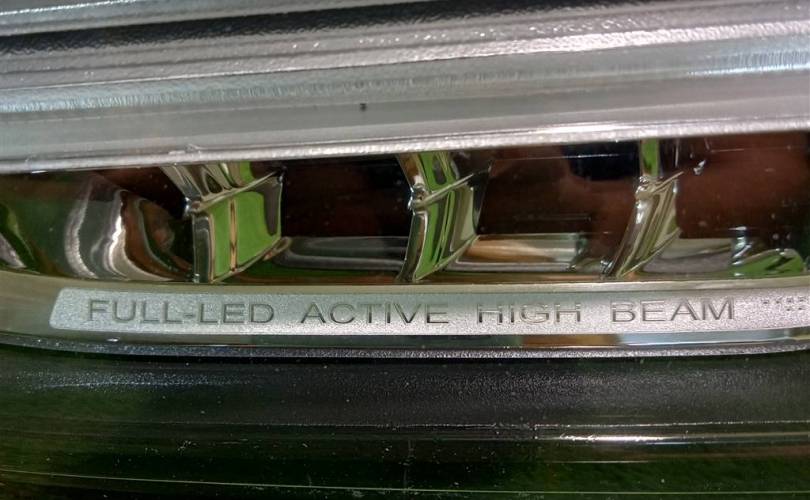 FULL-LED ACTIVE HIGH BEAM